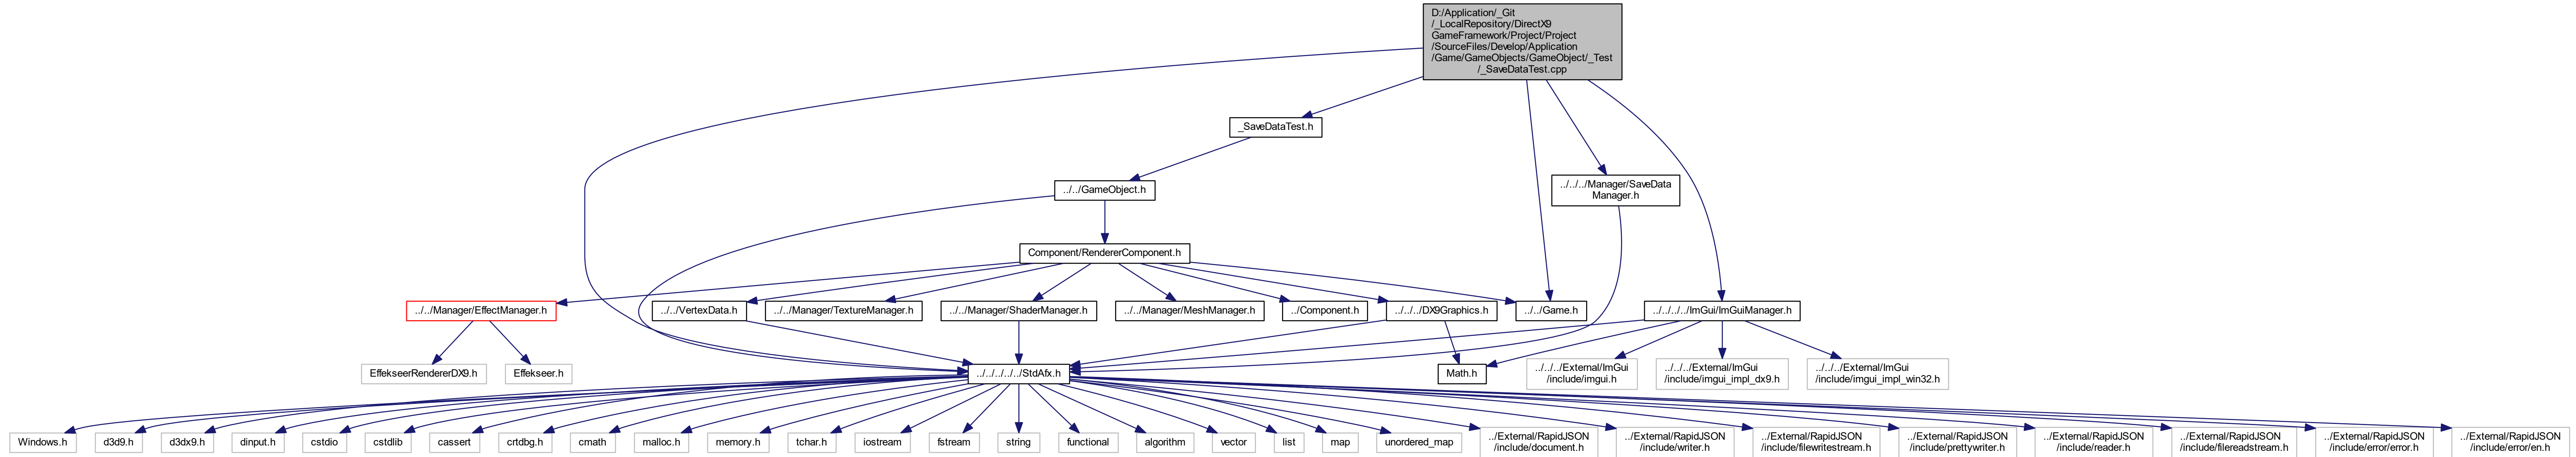 D:/Application/_Git
/_LocalRepository/DirectX9
GameFramework/Project/Project
/SourceFiles/Develop/Application
/Game/GameObjects/GameObject/_Test
/_SaveDataTest.cpp
_SaveDataTest.h
../../GameObject.h
../../../Manager/SaveData
Manager.h
Component/RendererComponent.h
../../Manager/EffectManager.h
../../VertexData.h
../../Manager/TextureManager.h
../../Manager/ShaderManager.h
../../Manager/MeshManager.h
../Component.h
../../../DX9Graphics.h
../../Game.h
../../../../ImGui/ImGuiManager.h
EffekseerRendererDX9.h
Effekseer.h
../../../../../StdAfx.h
Math.h
../../../External/ImGui
/include/imgui.h
../../../External/ImGui
/include/imgui_impl_dx9.h
../../../External/ImGui
/include/imgui_impl_win32.h
Windows.h
d3d9.h
d3dx9.h
dinput.h
cstdio
cstdlib
cassert
crtdbg.h
cmath
malloc.h
memory.h
tchar.h
iostream
fstream
string
functional
algorithm
vector
list
map
unordered_map
../External/RapidJSON
/include/document.h
../External/RapidJSON
/include/writer.h
../External/RapidJSON
/include/filewritestream.h
../External/RapidJSON
/include/prettywriter.h
../External/RapidJSON
/include/reader.h
../External/RapidJSON
/include/filereadstream.h
../External/RapidJSON
/include/error/error.h
../External/RapidJSON
/include/error/en.h